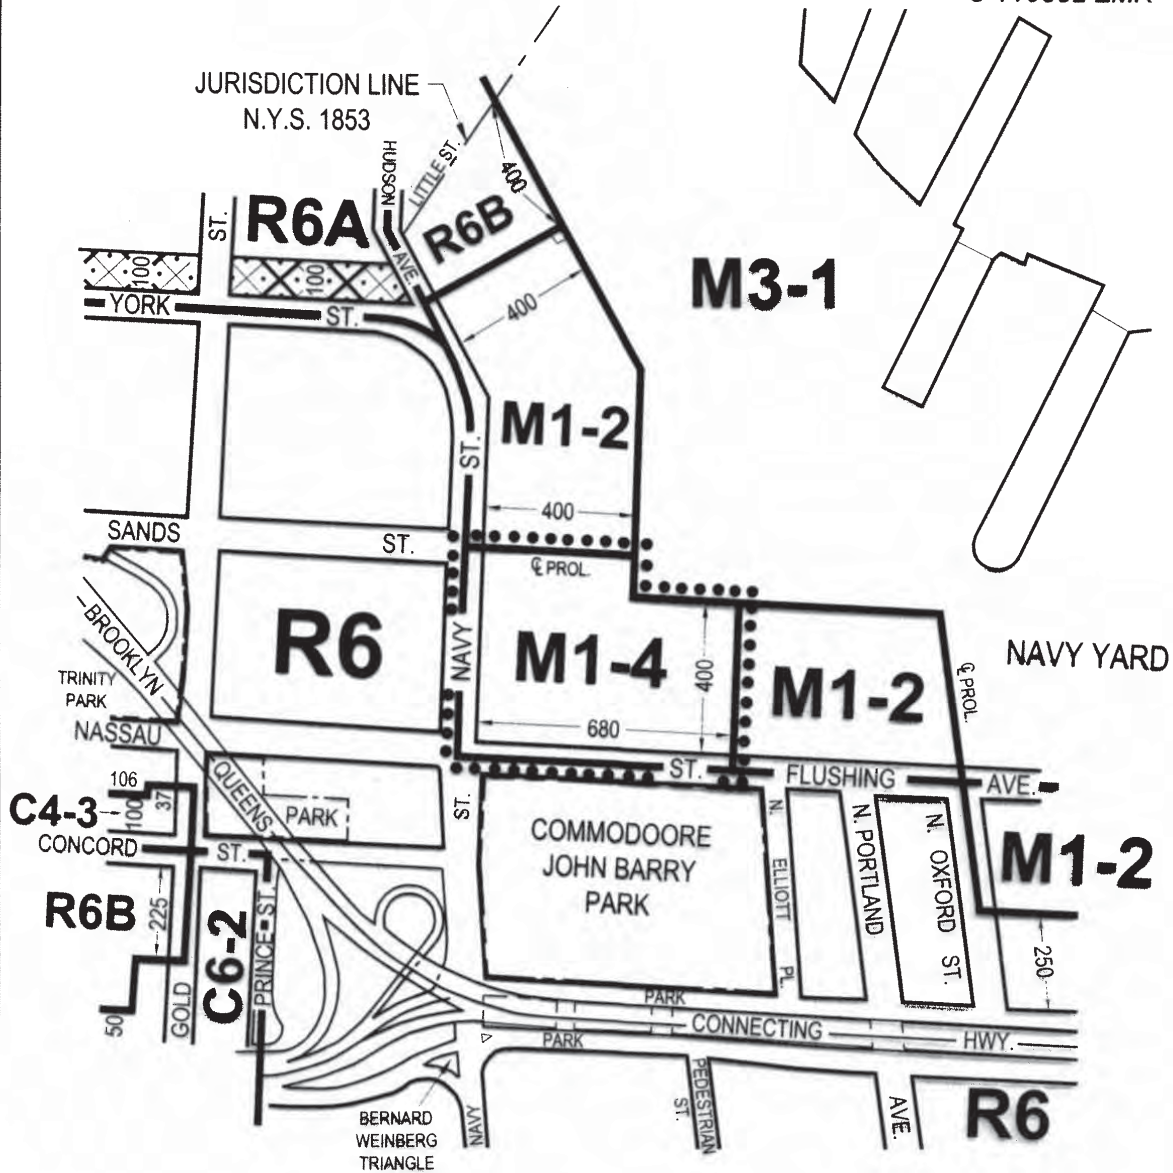 JURISDICTION LINE
N.Y.S. 1853
HUDSON
AVE.
LITTLE ST.
400
ST.
R6A
R6B
100
100
YORK
ST.
400
M3-1
M1-2
ST.
400
SANDS
ST.
℄ PROL.
BROOKLYN
R6
NAVY
M1-4
400
M1-2
NAVY YARD
℄ PROL.
TRINITY
PARK
NASSAU
680
ST.
FLUSHING
AVE.
106
37
100
C4-3
QUEENS
PARK
ST.
CONCORD
ST.
COMMODOORE
JOHN BARRY
PARK
N.
ELLIOTT
PL.
N. PORTLAND
N. OXFORD ST.
M1-2
R6B
225
C6-2
PRINCE ST.
GOLD
50
250
PARK
CONNECTING
HWY.
PARK
NAVY
PEDESTRIAN
ST.
AVE.
R6
BERNARD
WEINBERG
TRIANGLE